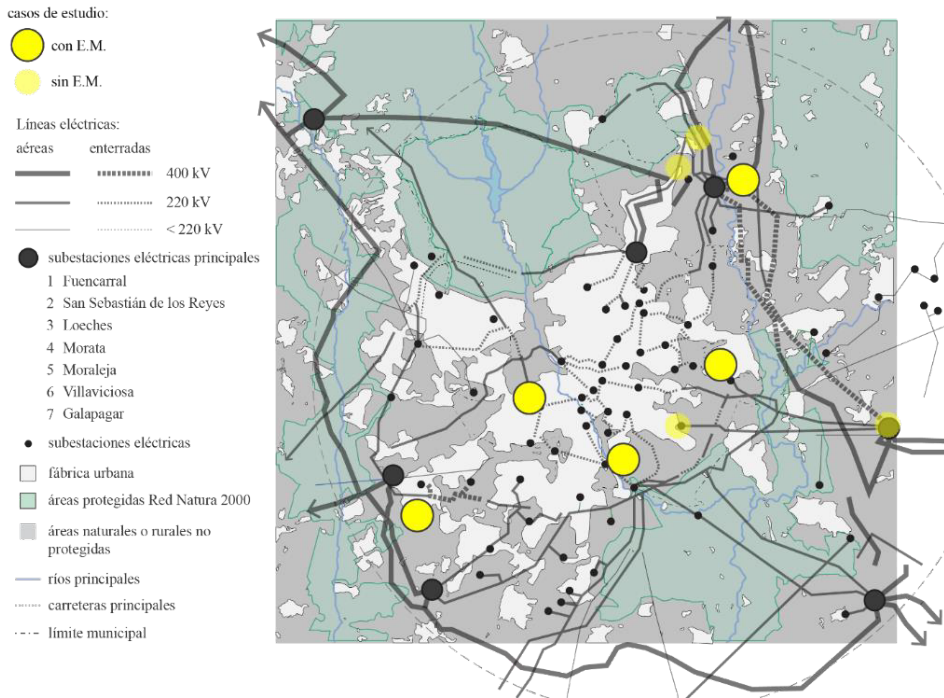 casos de estudio:
con E.M.
sin E.M.
Líneas eléctricas:
aéreas enterradas
400 kV
220 kV
< 220 kV
subestaciones eléctricas principales
1 Fuencarral
2 San Sebastián de los Reyes
3 Loeches
4 Morata
5 Moraleja
6 Villaviciosa
7 Galapagar
subestaciones eléctricas
fábrica urbana
áreas protegidas Red Natura 2000
áreas naturales o rurales no
protegidas
ríos principales
carreteras principales
límite municipal